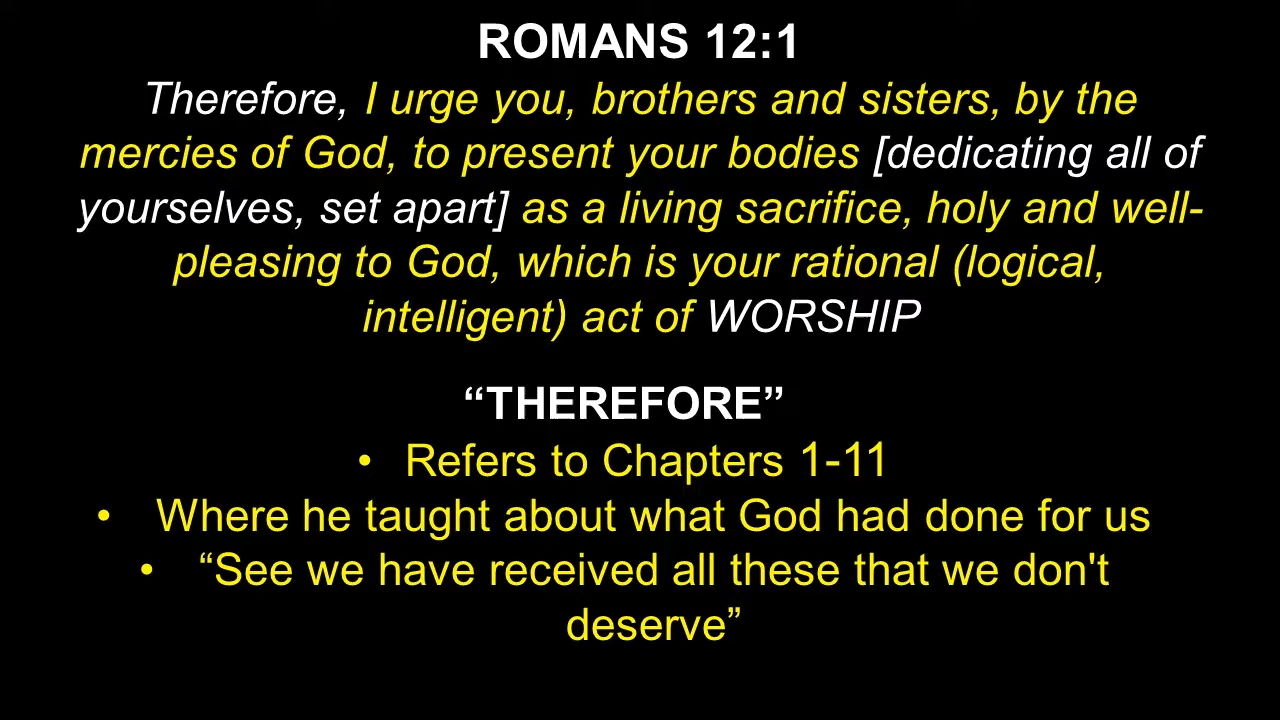 ROMANS 12:1
Therefore, I urge you, brothers and sisters, by the
mercies of God, to present your bodies [dedicating all of
yourselves, set apart] as a living sacrifice, holy and well-
pleasing to God, which is your rational (logical,
intelligent) act of WORSHIP
“THEREFORE”
• Refers to Chapters 1-11
• Where he taught about what God had done for us
• “See we have received all these that we don't
deserve”